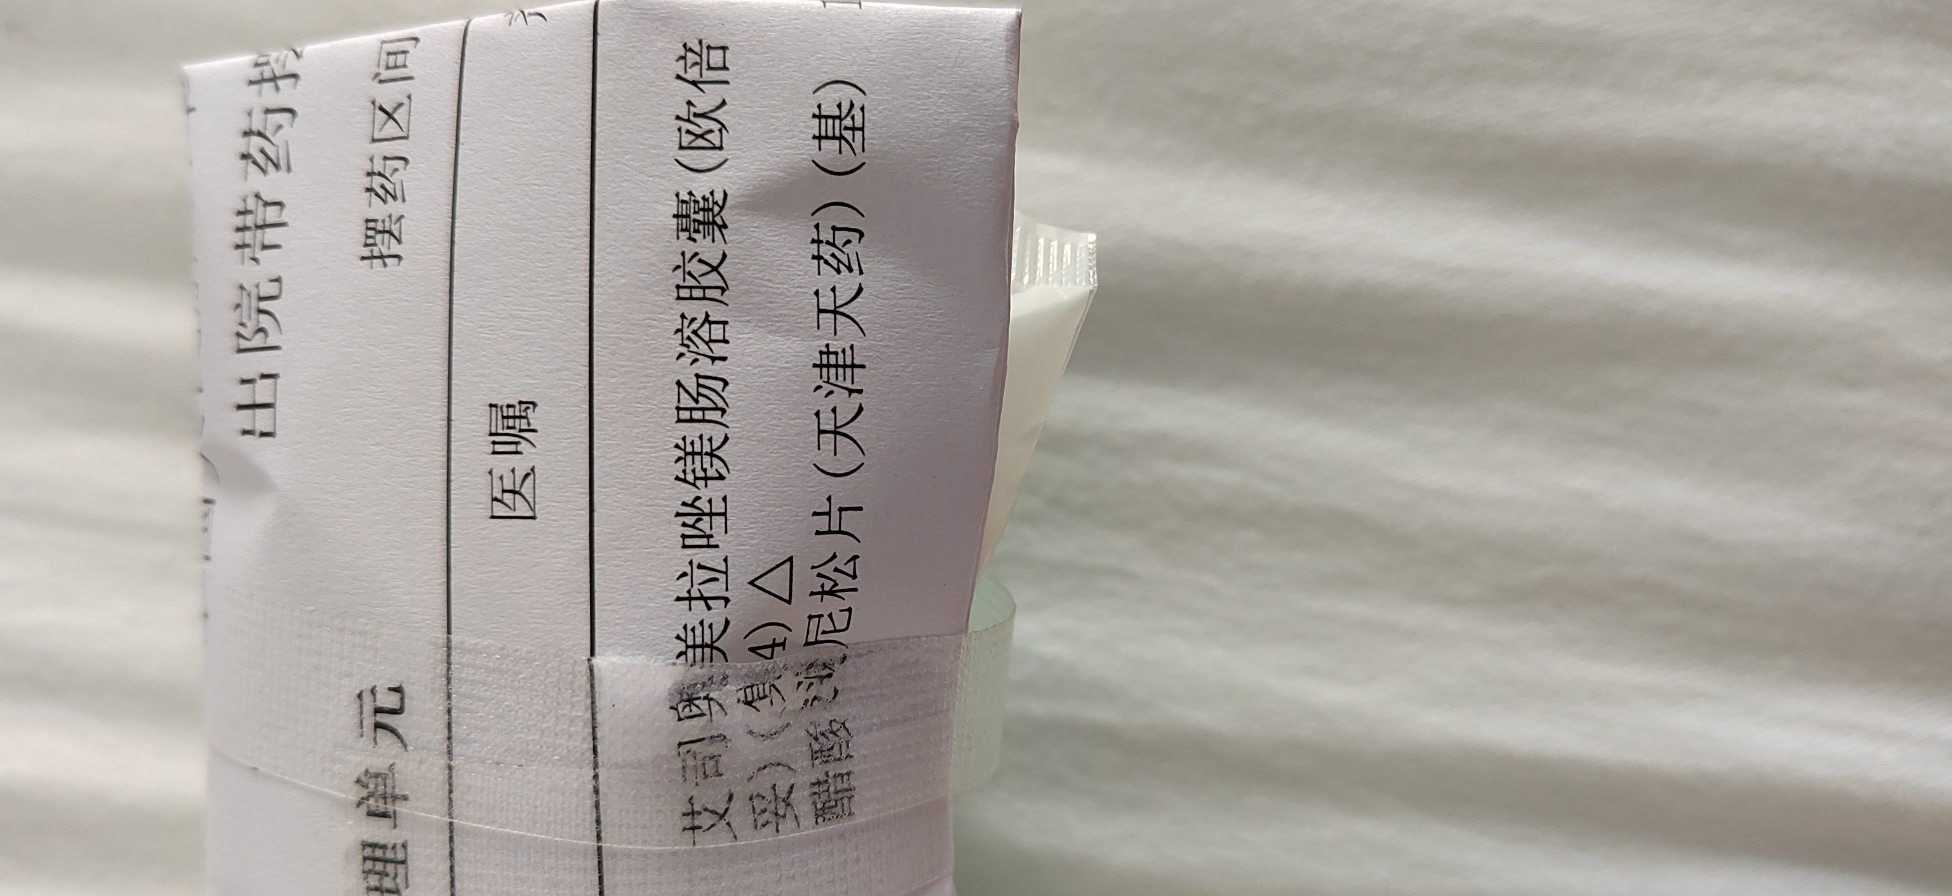 出院带药
理单元 摆药区间
医嘱
艾司奥美拉唑镁肠溶胶囊(欧倍
妥)(集4)△
醋酸泼尼松片(天津天药)(基)